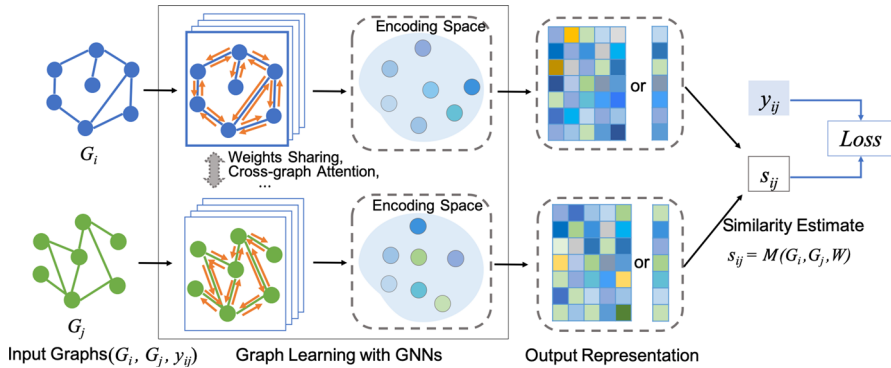 Encoding Space
or
G_i
Weights Sharing,
Cross-graph Attention,
...
Encoding Space
or
y_ij
Loss
s_ij
Similarity Estimate
s_ij = M(G_i, G_j, W)
G_j
Input Graphs(G_i, G_j, y_ij)
Graph Learning with GNNs
Output Representation